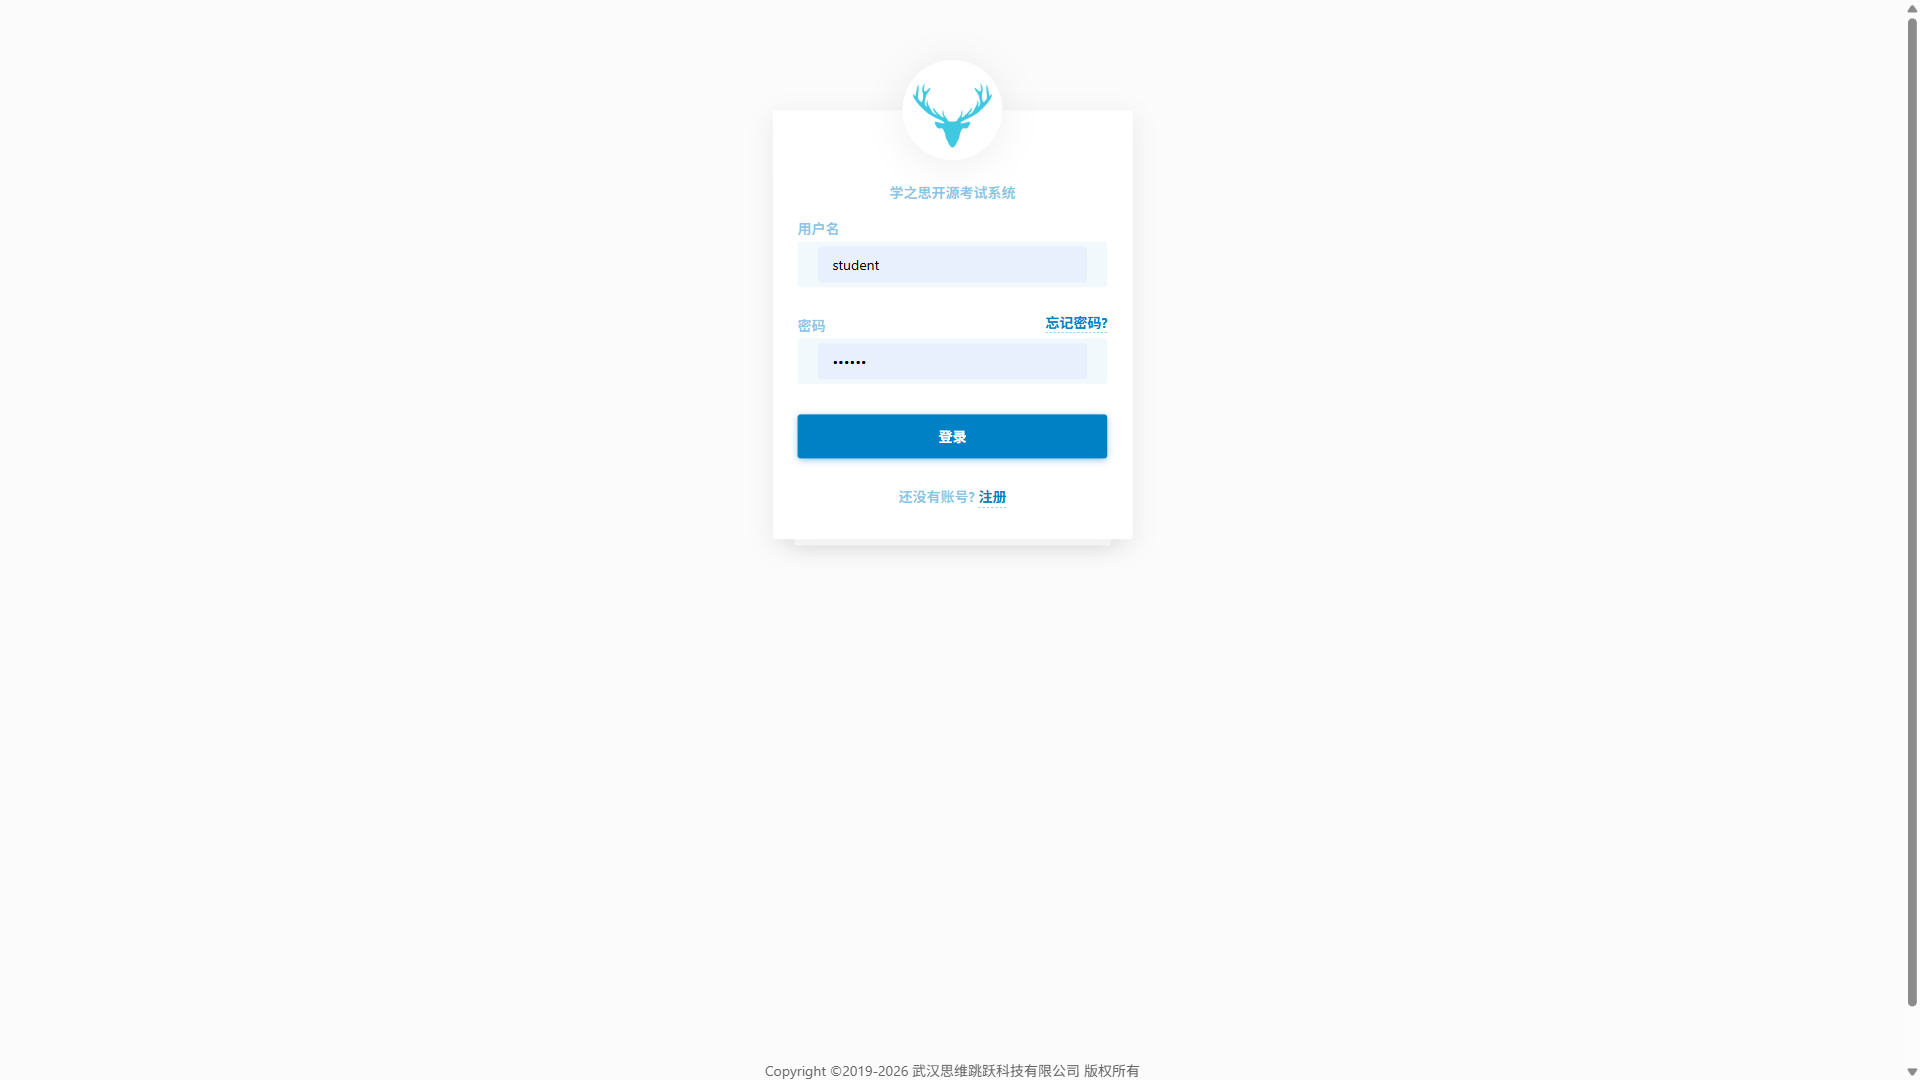 学之思开源考试系统
用户名
student
密码
忘记密码?
••••••
登录
还没有账号? 注册
Copyright ©2019-2026 武汉思维跳跃科技有限公司 版权所有